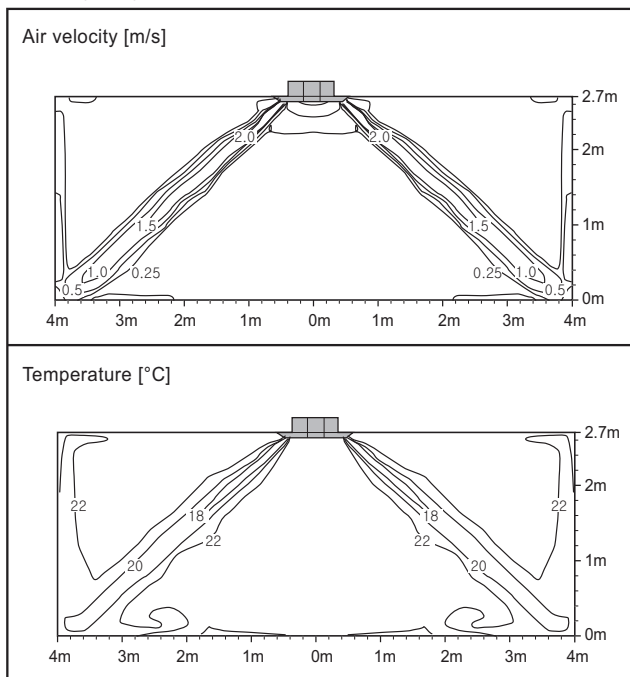 Air velocity [m/s]
2.7m
2.0 2.0
2m
1.5 1.5
1m
1.0 0.25 0.25 1.0
0.5 0.5
0m
4m 3m 2m 1m 0m 1m 2m 3m 4m
Temperature [°C]
2.7m
2m
22 22
18 18
22 22
1m
20 20
0m
4m 3m 2m 1m 0m 1m 2m 3m 4m